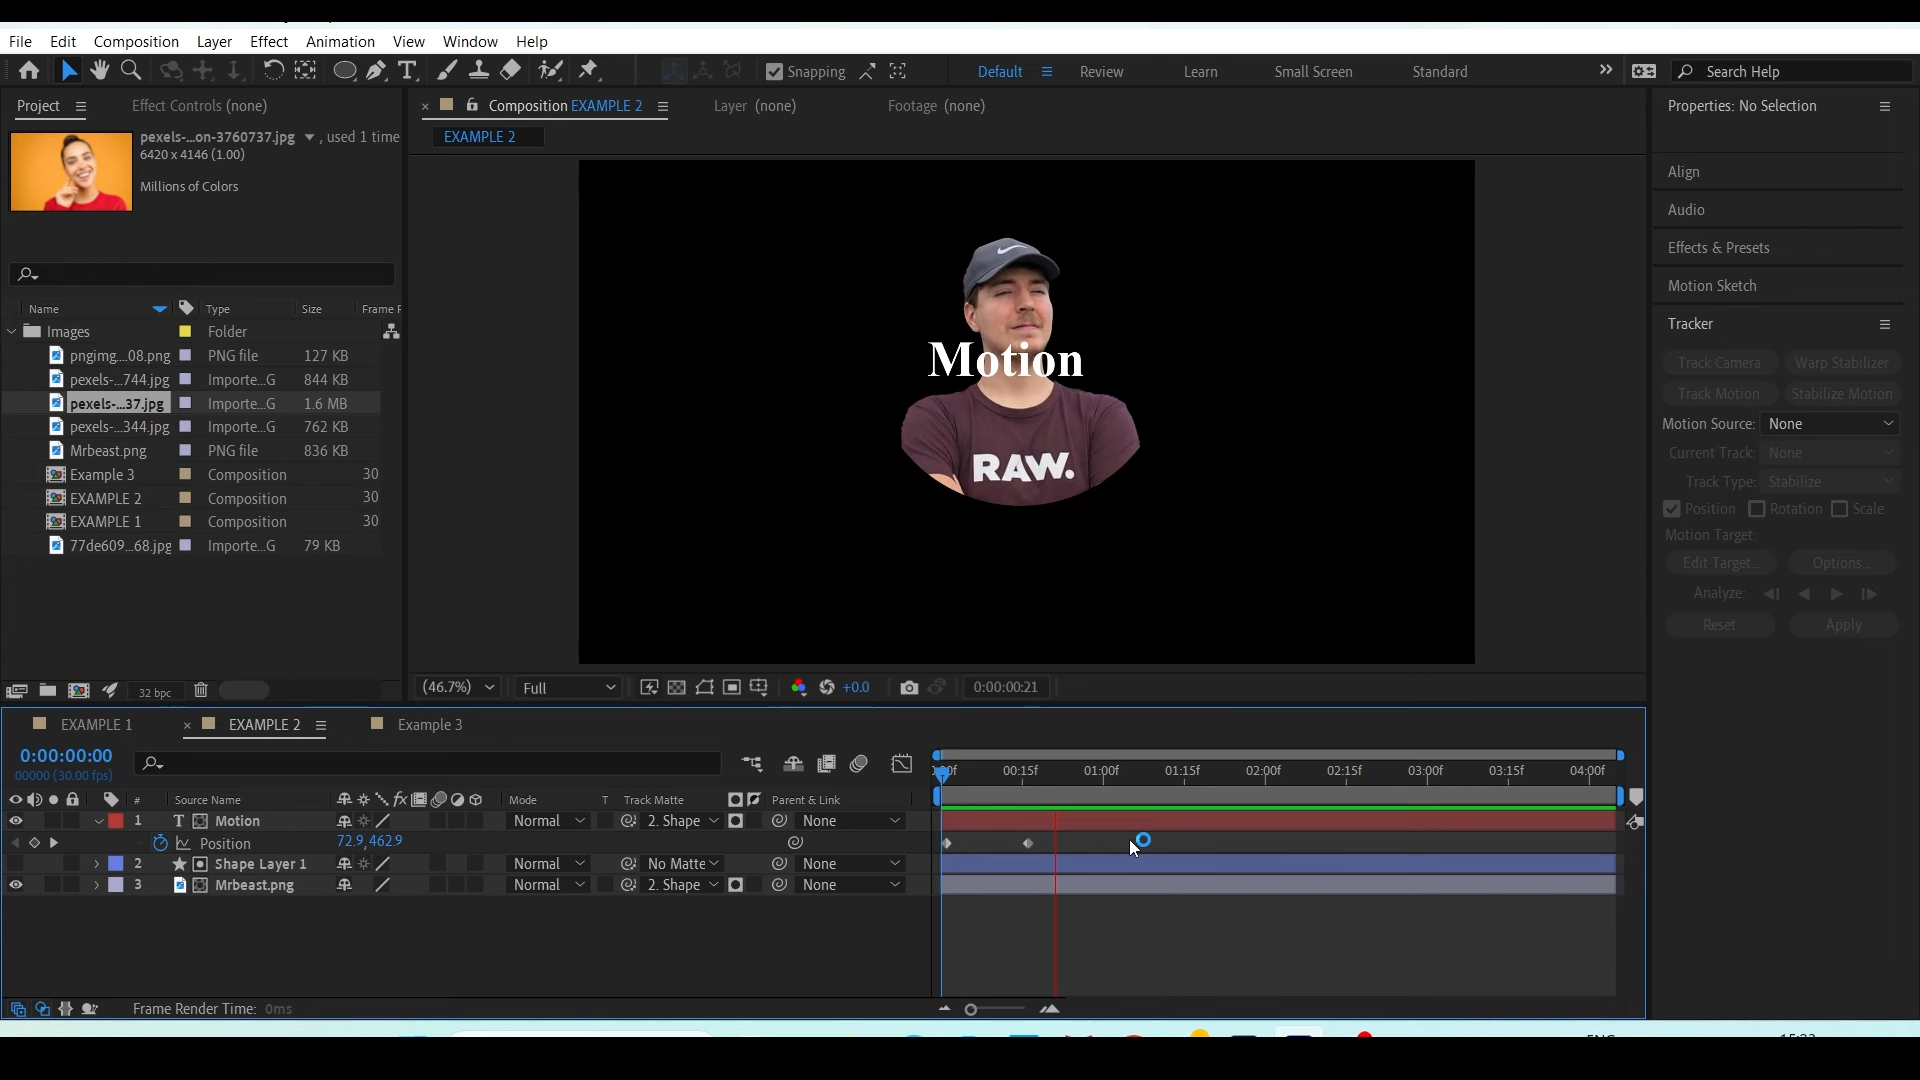 File Edit Composition Layer Effect Animation View Window Help
Snapping Default Review Learn Small Screen Standard Search Help
Project Effect Controls (none) Composition EXAMPLE 2 Layer (none) Footage (none) Properties: No Selection
pexels-...on-3760737.jpg , used 1 time
6420 x 4146 (1.00)
Millions of Colors
EXAMPLE 2
Align
Audio
Effects & Presets
Motion Sketch
Tracker
Track Camera Warp Stabilizer
Track Motion Stabilize Motion
Motion Source: None
Current Track: None
Track Type: Stabilize
Position Rotation Scale
Motion Target:
Edit Target... Options...
Analyze:
Reset Apply
Name Type Size Frame F
Images Folder
pngimg....08.png PNG file 127 KB
pexels-...744.jpg Importe...G 844 KB
pexels-...37.jpg Importe...G 1.6 MB
pexels-...344.jpg Importe...G 762 KB
Mrbeast.png PNG file 836 KB
Example 3 Composition 30
EXAMPLE 2 Composition 30
EXAMPLE 1 Composition 30
77de609...68.jpg Importe...G 79 KB
32 bpc
Motion
RAW.
(46.7%) Full +0.0 0:00:00:21
EXAMPLE 1 EXAMPLE 2 Example 3
0:00:00:00
00000 (30.00 fps)
00:15f 01:00f 01:15f 02:00f 02:15f 03:00f 03:15f 04:00f
# Source Name fx Mode T Track Matte Parent & Link
1 T Motion Normal 2. Shape None
Position 72.9, 462.9
2 Shape Layer 1 Normal No Matte None
3 Mrbeast.png Normal 2. Shape None
Frame Render Time: 0ms